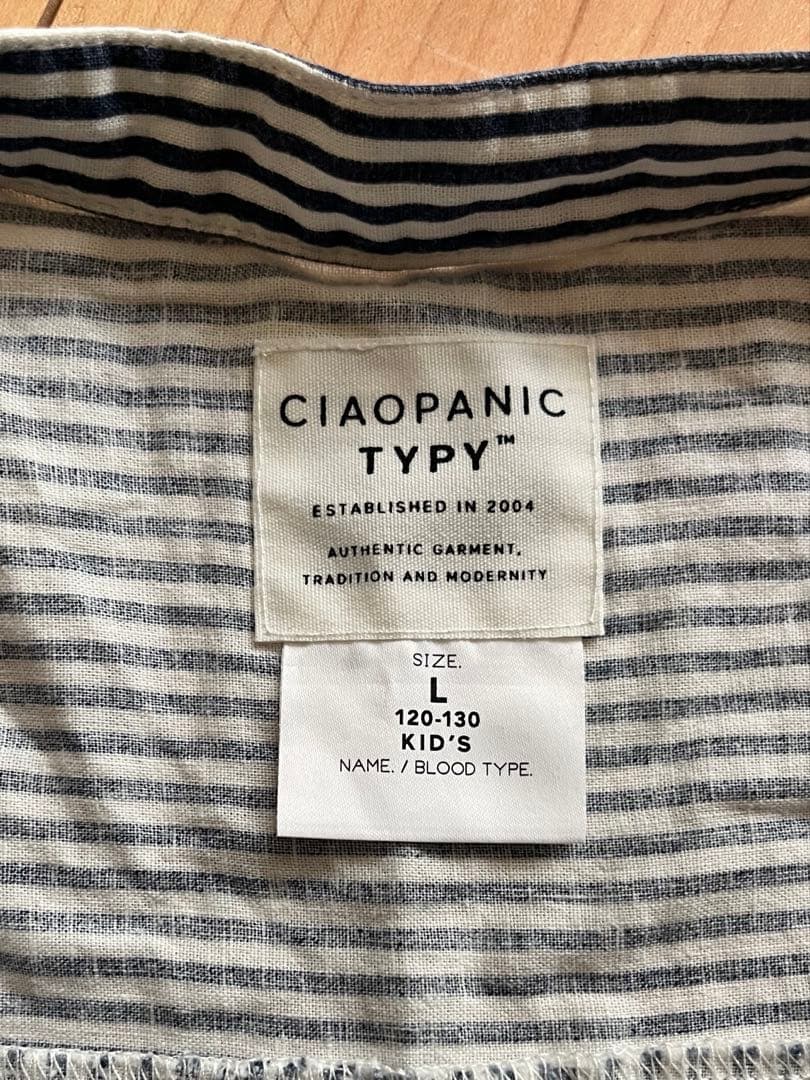 CIAOPANIC
TYPY™
ESTABLISHED IN 2004
AUTHENTIC GARMENT,
TRADITION AND MODERNITY
SIZE.
L
120-130
KID'S
NAME. / BLOOD TYPE.